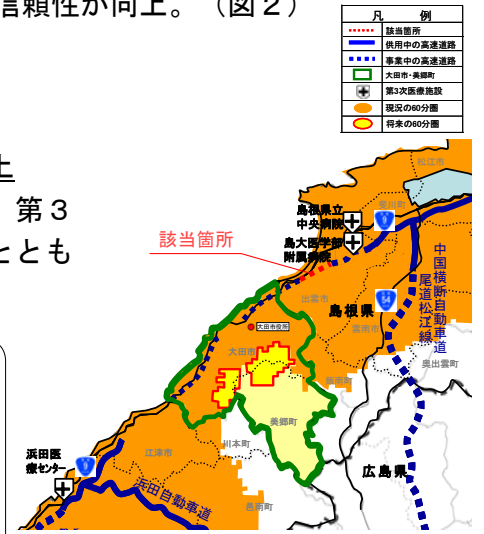 信頼性が向上。（図２）
凡 例
該当箇所
供用中の高速道路
事業中の高速道路
大田市・美郷町
第3次医療施設
現況の60分圏
将来の60分圏
上
第３
ととも
該当箇所
松江市
斐川町
島根県立
中央病院
9
島大医学部
附属病院
中国横断自動車道
尾道松江線
出雲市
54
島根県
大田市役所
雲南市
大田市
奥出雲町
飯南町
美郷町
川本町
広島県
浜田医
療センター
9
江津市
浜田自動車道
邑南町